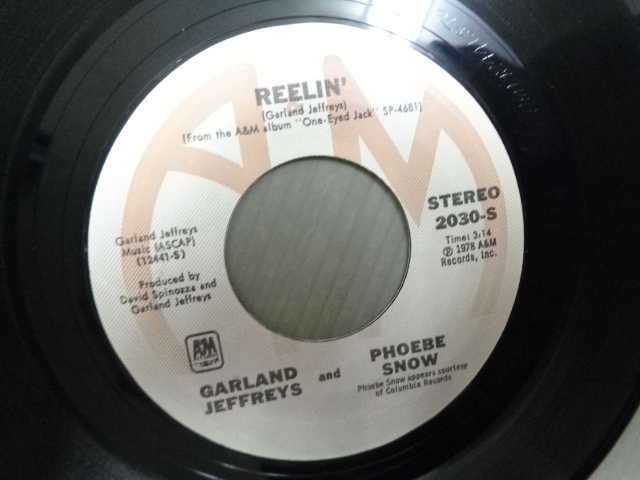 REELIN'
(Garland Jeffreys)
(From the A&M album "One-Eyed Jack" SP-4681)
STEREO
2030-S
Time: 3:14
℗ 1978 A&M
Records, Inc.
Garland Jeffreys
Music (ASCAP)
(12441-S)
Produced by
David Spinozza and
Garland Jeffreys
A&M
RECORDS
GARLAND
JEFFREYS
and
PHOEBE
SNOW
Phoebe Snow appears courtesy
of Columbia Records